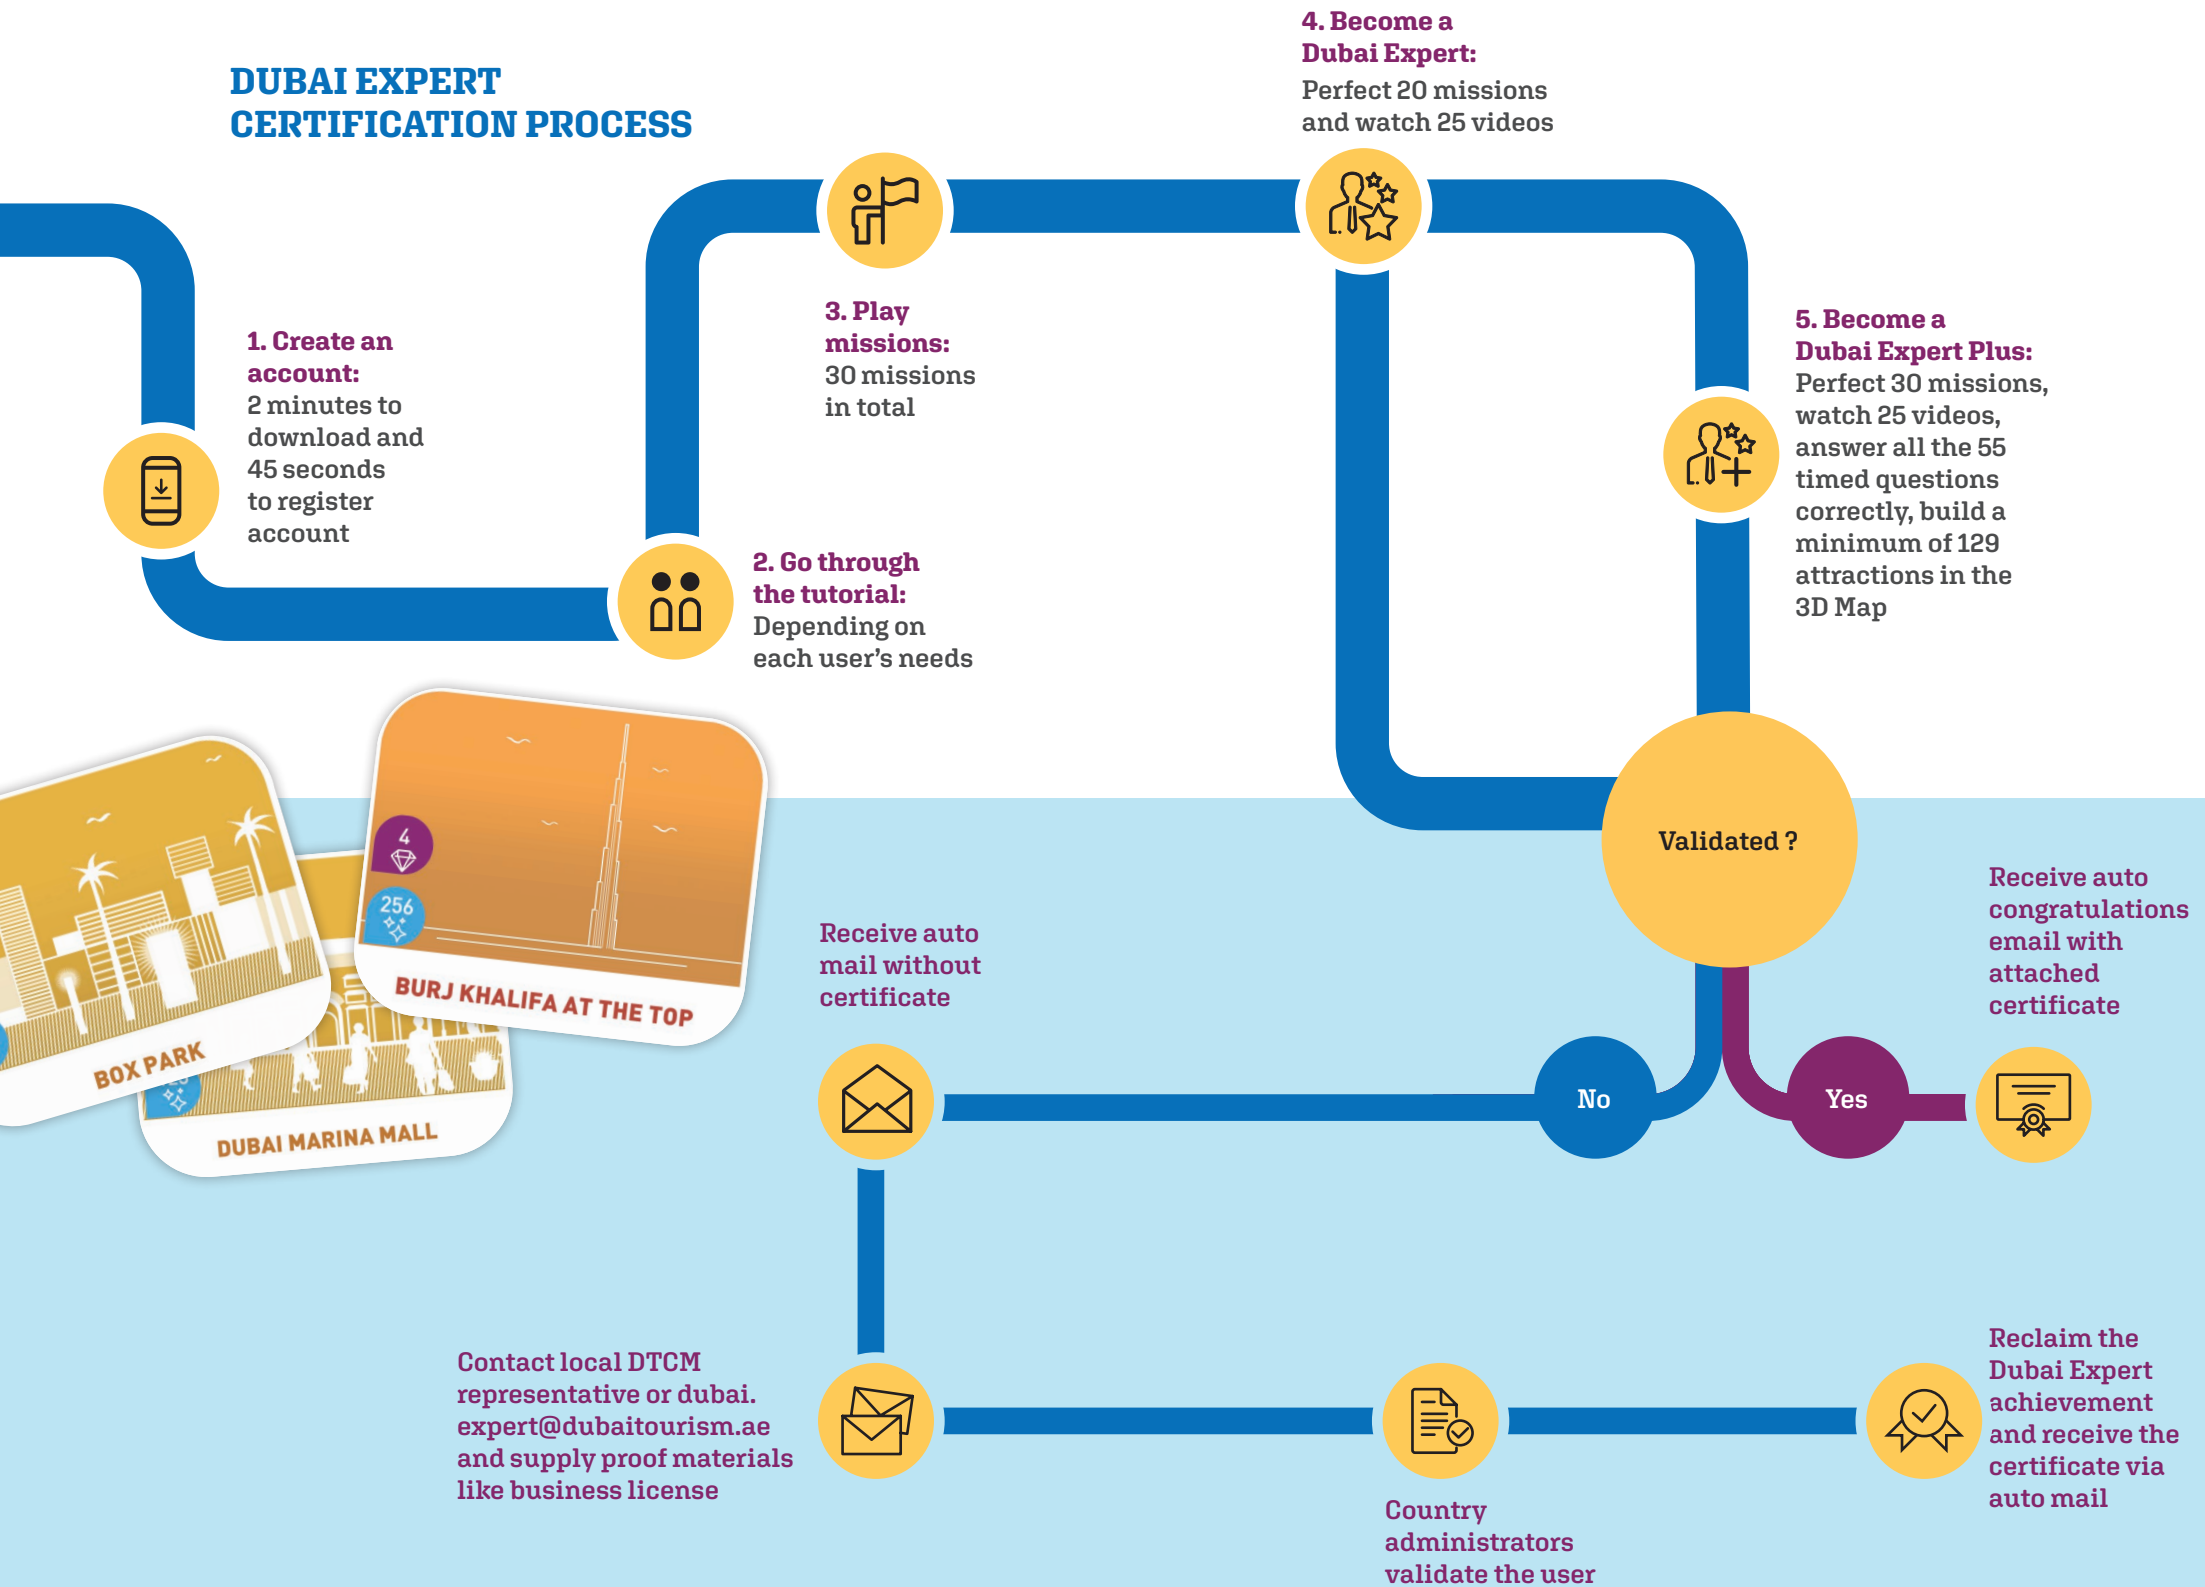 DUBAI EXPERT
CERTIFICATION PROCESS
1. Create an
account:
2 minutes to
download and
45 seconds
to register
account
2. Go through
the tutorial:
Depending on
each user's needs
3. Play
missions:
30 missions
in total
4. Become a
Dubai Expert:
Perfect 20 missions
and watch 25 videos
5. Become a
Dubai Expert Plus:
Perfect 30 missions,
watch 25 videos,
answer all the 55
timed questions
correctly, build a
minimum of 129
attractions in the
3D Map
4
256
BURJ KHALIFA AT THE TOP
BOX PARK
DUBAI MARINA MALL
Validated ?
No
Yes
Receive auto
congratulations
email with
attached
certificate
Receive auto
mail without
certificate
Contact local DTCM
representative or dubai.
expert@dubaitourism.ae
and supply proof materials
like business license
Country
administrators
validate the user
Reclaim the
Dubai Expert
achievement
and receive the
certificate via
auto mail